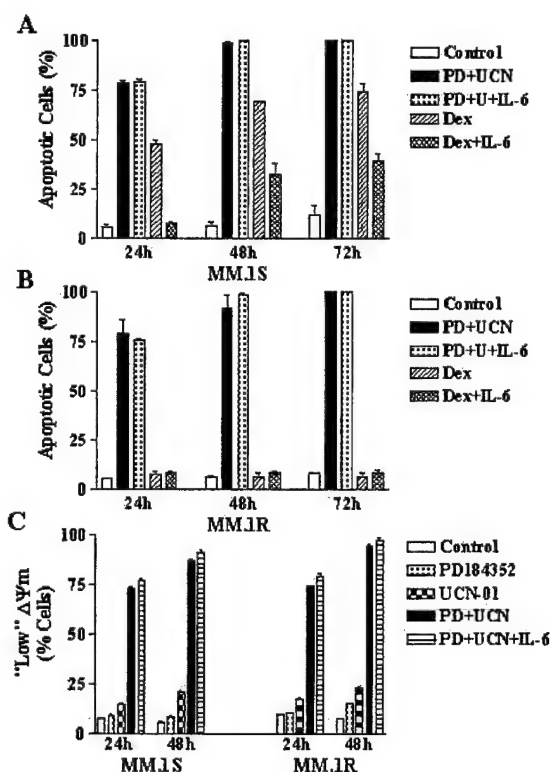 A
Apoptotic Cells (%)
100
75
50
25
0
24h 48h 72h
MM.1S
Control
PD+UCN
PD+U+IL-6
Dex
Dex+IL-6
B
Apoptotic Cells (%)
100
75
50
25
0
24h 48h 72h
MM.1R
Control
PD+UCN
PD+U+IL-6
Dex
Dex+IL-6
C
"Low" ΔΨm
(% Cells)
100
75
50
25
0
24h 48h 24h 48h
MM.1S MM.1R
Control
PD184352
UCN-01
PD+UCN
PD+UCN+IL-6